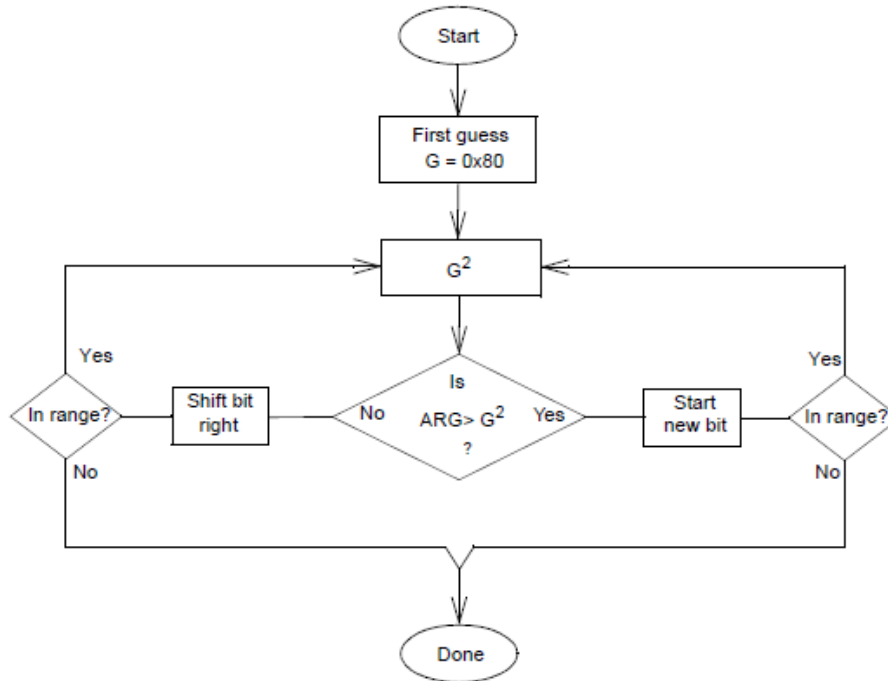 Start
First guess
G = 0x80
G²
Yes
Yes
In range?
Shift bit
right
No
Is
ARG> G²
?
Yes
Start
new bit
In range?
No
No
Done